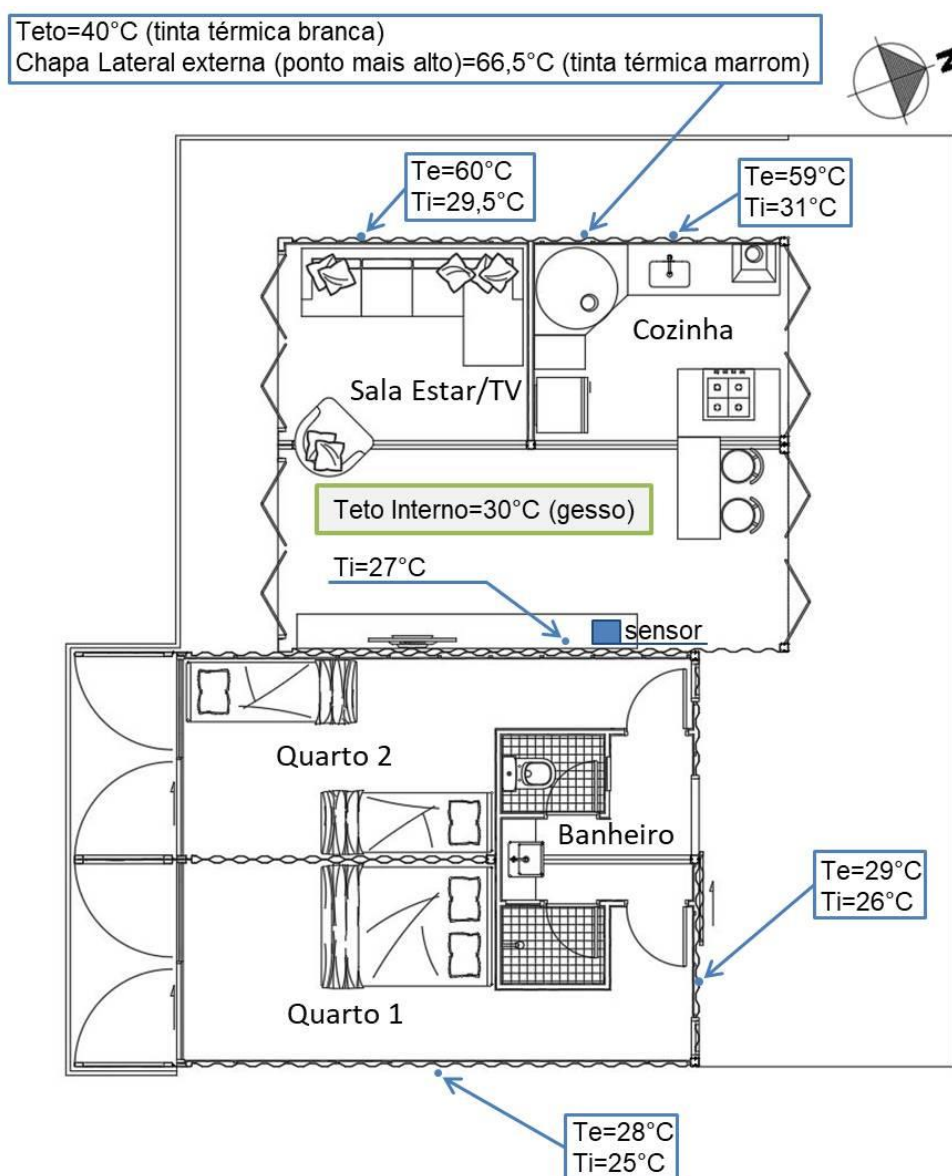 Teto=40°C (tinta térmica branca)
Chapa Lateral externa (ponto mais alto)=66,5°C (tinta térmica marrom)
N
Te=60°C
Ti=29,5°C
Te=59°C
Ti=31°C
Cozinha
Sala Estar/TV
Teto Interno=30°C (gesso)
Ti=27°C
sensor
Quarto 2
Banheiro
Te=29°C
Ti=26°C
Quarto 1
Te=28°C
Ti=25°C